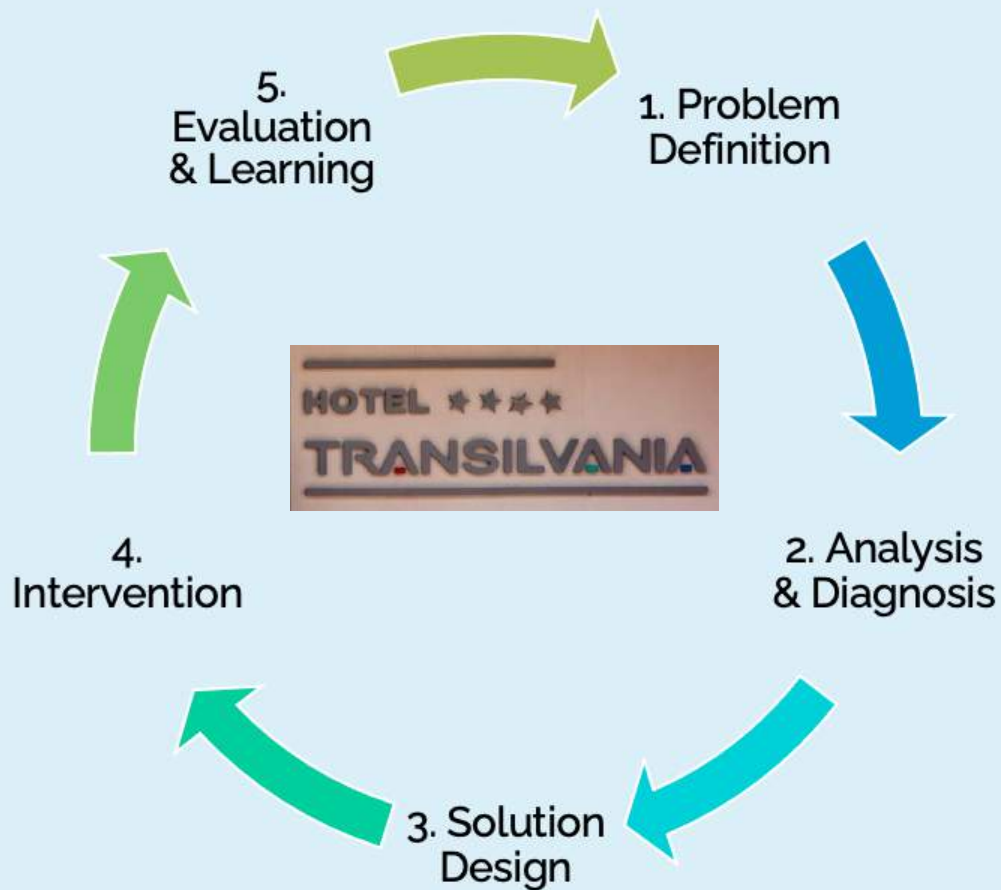 5.
Evaluation
& Learning
1. Problem
Definition
HOTEL ★★★★
TRANSILVANIA
4.
Intervention
2. Analysis
& Diagnosis
3. Solution
Design